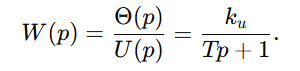 W(p) = Θ(p)/U(p) = k_u/(Tp + 1).